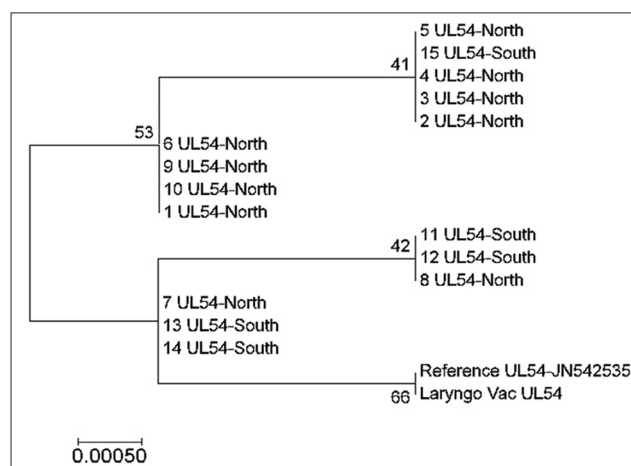 5 UL54-North
15 UL54-South
41
4 UL54-North
3 UL54-North
2 UL54-North
53
6 UL54-North
9 UL54-North
10 UL54-North
1 UL54-North
11 UL54-South
42
12 UL54-South
8 UL54-North
7 UL54-North
13 UL54-South
14 UL54-South
Reference UL54-JN542535
66
Laryngo Vac UL54
0.00050